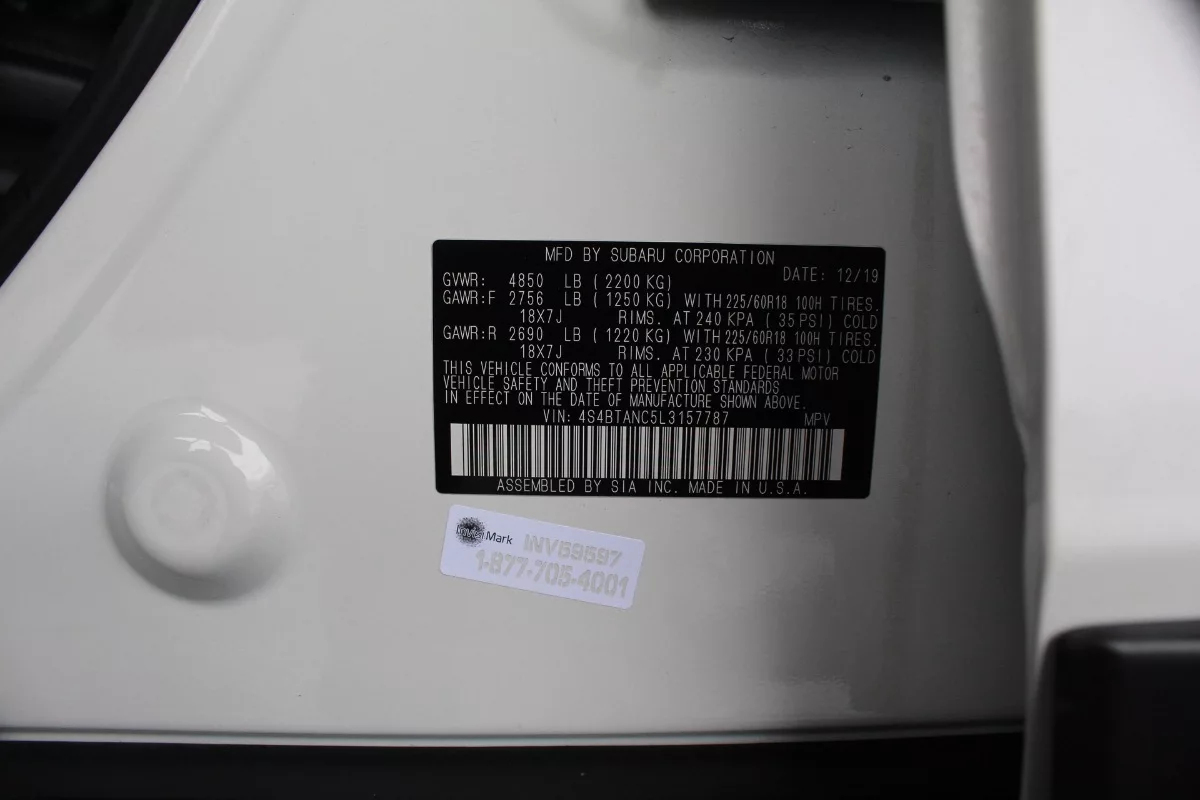 MFD BY SUBARU CORPORATION
DATE: 12/19
GVWR: 4850 LB ( 2200 KG)
GAWR:F 2756 LB ( 1250 KG) WITH 225/60R18 100H TIRES.
18X7J RIMS. AT 240 KPA ( 35 PSI) COLD
GAWR:R 2690 LB ( 1220 KG) WITH 225/60R18 100H TIRES.
18X7J RIMS. AT 230 KPA ( 33 PSI) COLD
THIS VEHICLE CONFORMS TO ALL APPLICABLE FEDERAL MOTOR
VEHICLE SAFETY AND THEFT PREVENTION STANDARDS
IN EFFECT ON THE DATE OF MANUFACTURE SHOWN ABOVE.
VIN: 4S4BTANC5L3157787 MPV
ASSEMBLED BY SIA INC. MADE IN U.S.A.
Mark INV59597
1-877-705-4001